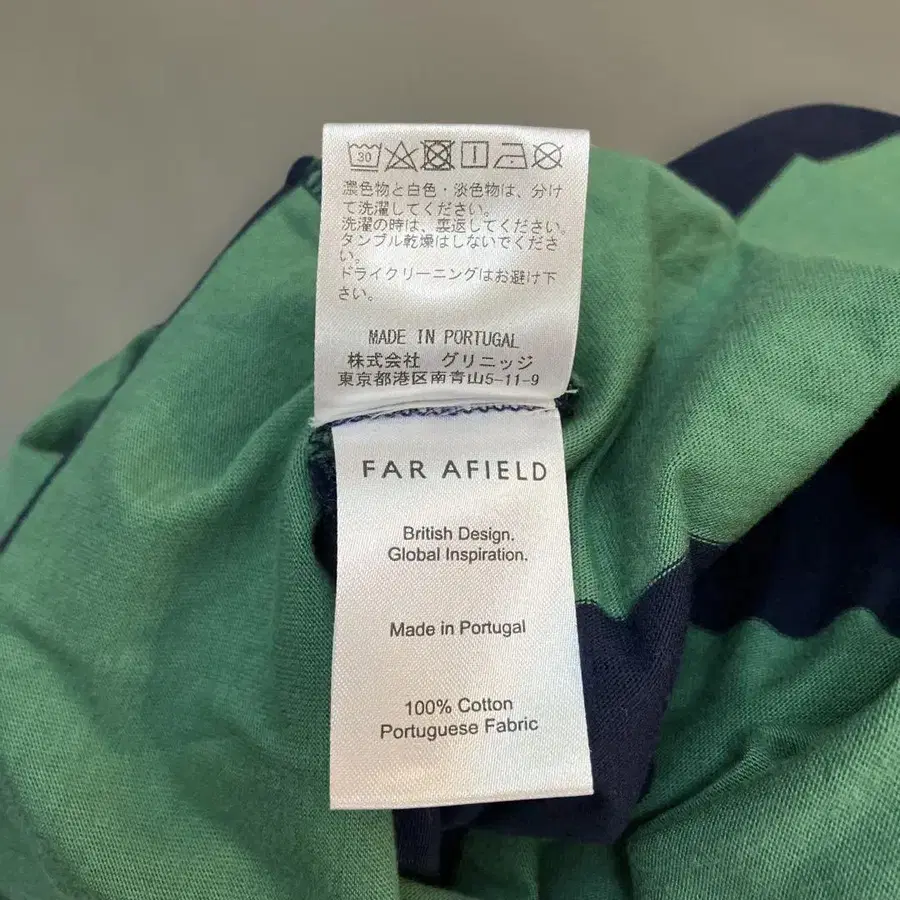 30
濃色物と白色・淡色物は、分け
て洗濯してください。
洗濯の時は、裏返してください。
タンブル乾燥はしないでくださ
い。
ドライクリーニングはお避け下
さい。
MADE IN PORTUGAL
株式会社 グリニッジ
東京都港区南青山5-11-9
FAR AFIELD
British Design.
Global Inspiration.
Made in Portugal
100% Cotton
Portuguese Fabric